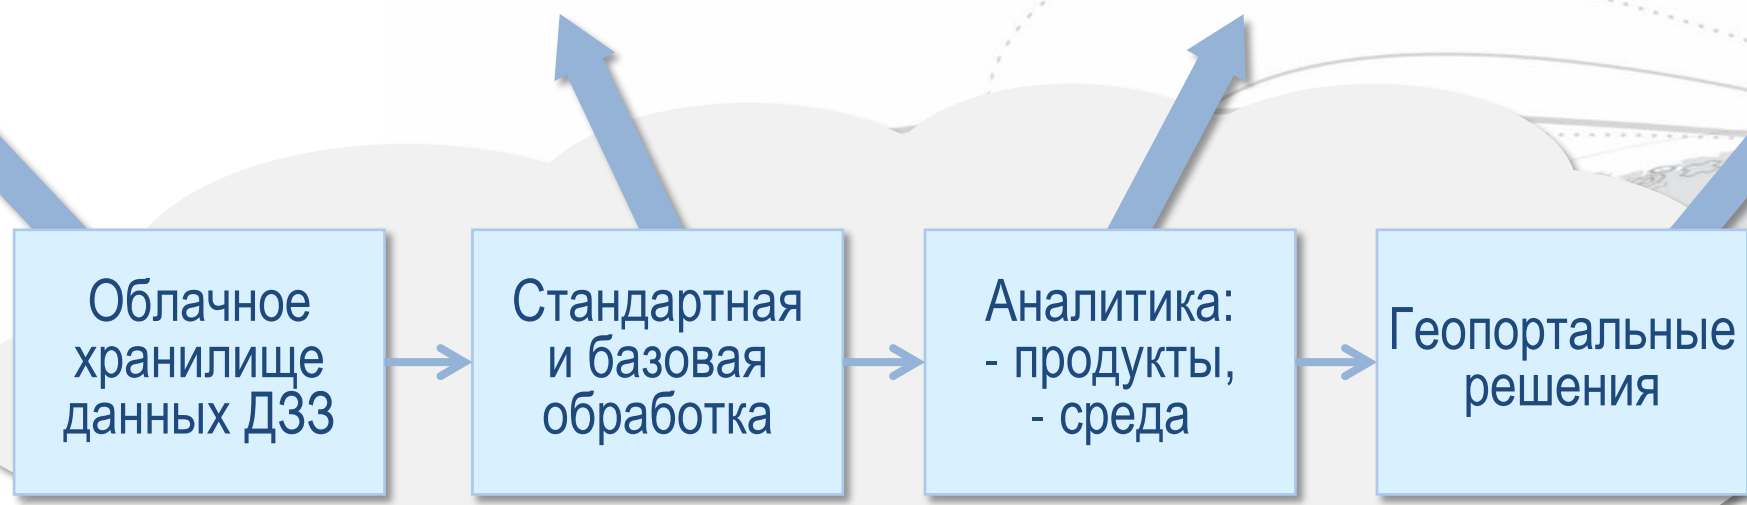 Облачное
хранилище
данных ДЗЗ
Стандартная
и базовая
обработка
Аналитика:
- продукты,
- среда
Геопортальные
решения